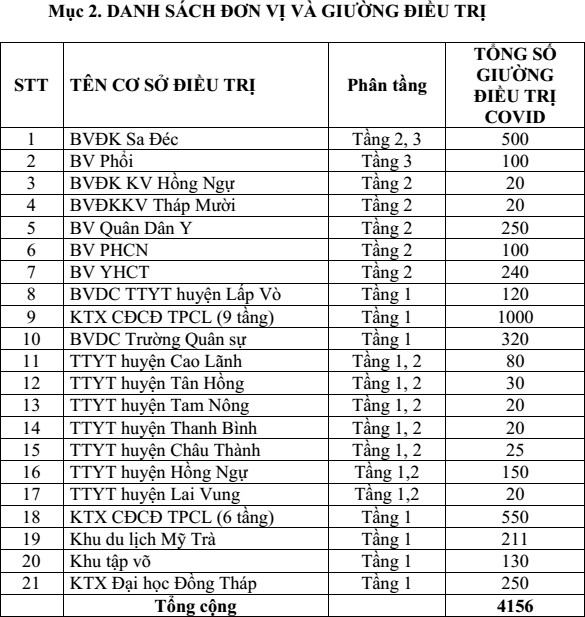 Mục 2. DANH SÁCH ĐƠN VỊ VÀ GIƯỜNG ĐIỀU TRỊ
STT TÊN CƠ SỞ ĐIỀU TRỊ Phân tầng TỔNG SỐ GIƯỜNG ĐIỀU TRỊ COVID
1 BVĐK Sa Đéc Tầng 2, 3 500
2 BV Phổi Tầng 3 100
3 BVĐK KV Hồng Ngự Tầng 2 20
4 BVĐKKV Tháp Mười Tầng 2 20
5 BV Quân Dân Y Tầng 2 250
6 BV PHCN Tầng 2 100
7 BV YHCT Tầng 2 240
8 BVDC TTYT huyện Lấp Vò Tầng 1 120
9 KTX CĐCĐ TPCL (9 tầng) Tầng 1 1000
10 BVDC Trường Quân sự Tầng 1 320
11 TTYT huyện Cao Lãnh Tầng 1, 2 80
12 TTYT huyện Tân Hồng Tầng 1, 2 30
13 TTYT huyện Tam Nông Tầng 1, 2 20
14 TTYT huyện Thanh Bình Tầng 1, 2 20
15 TTYT huyện Châu Thành Tầng 1, 2 25
16 TTYT huyện Hồng Ngự Tầng 1,2 150
17 TTYT huyện Lai Vung Tầng 1,2 20
18 KTX CĐCĐ TPCL (6 tầng) Tầng 1 550
19 Khu du lịch Mỹ Trà Tầng 1 211
20 Khu tập võ Tầng 1 130
21 KTX Đại học Đồng Tháp Tầng 1 250
Tổng cộng 4156